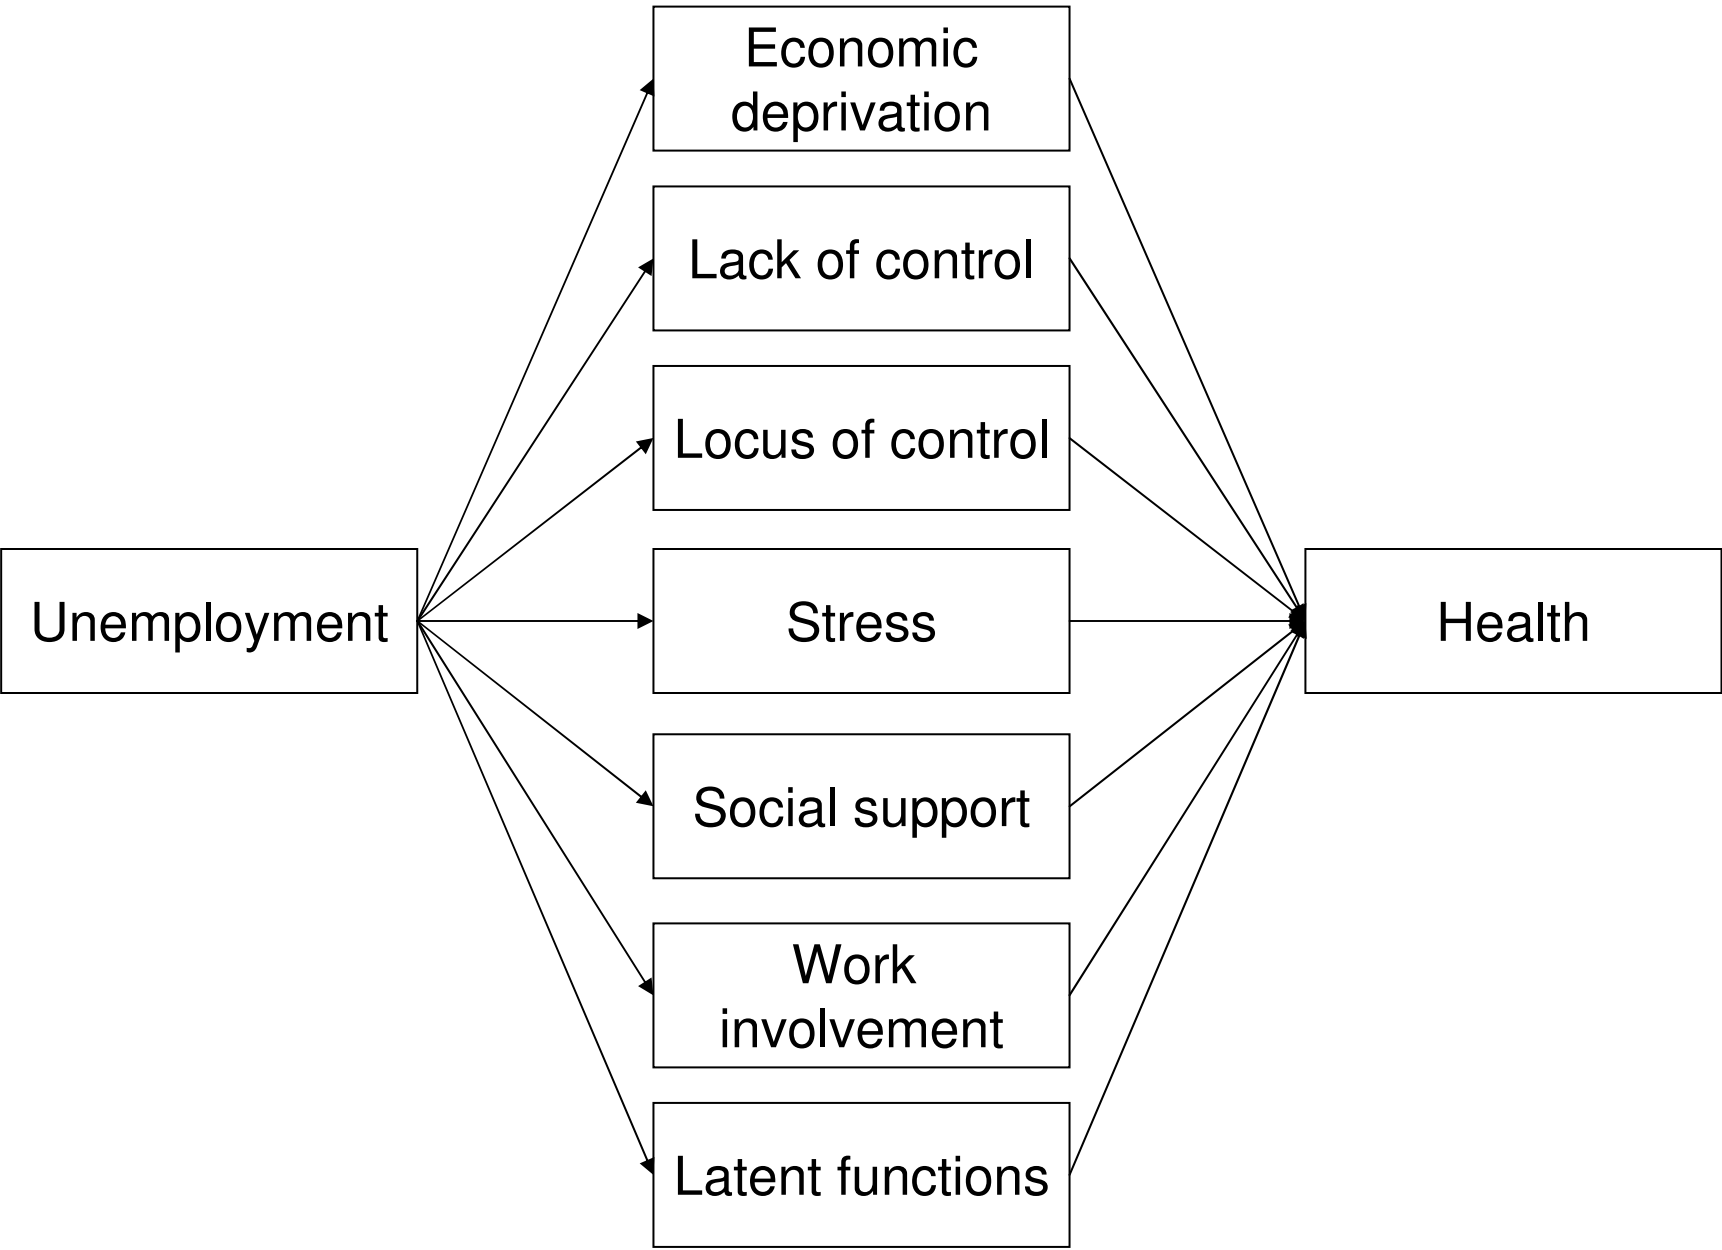 Economic
deprivation
Lack of control
Locus of control
Unemployment
Stress
Health
Social support
Work
involvement
Latent functions